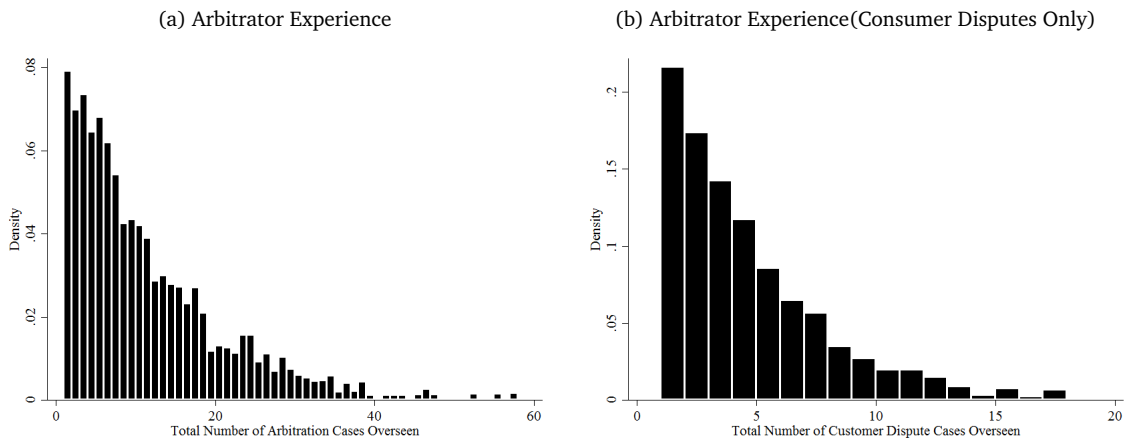 (a) Arbitrator Experience
.08
.06
.04
.02
0
Density
0 20 40 60
Total Number of Arbitration Cases Overseen
(b) Arbitrator Experience(Consumer Disputes Only)
.2
.15
.1
.05
0
Density
0 5 10 15 20
Total Number of Customer Dispute Cases Overseen